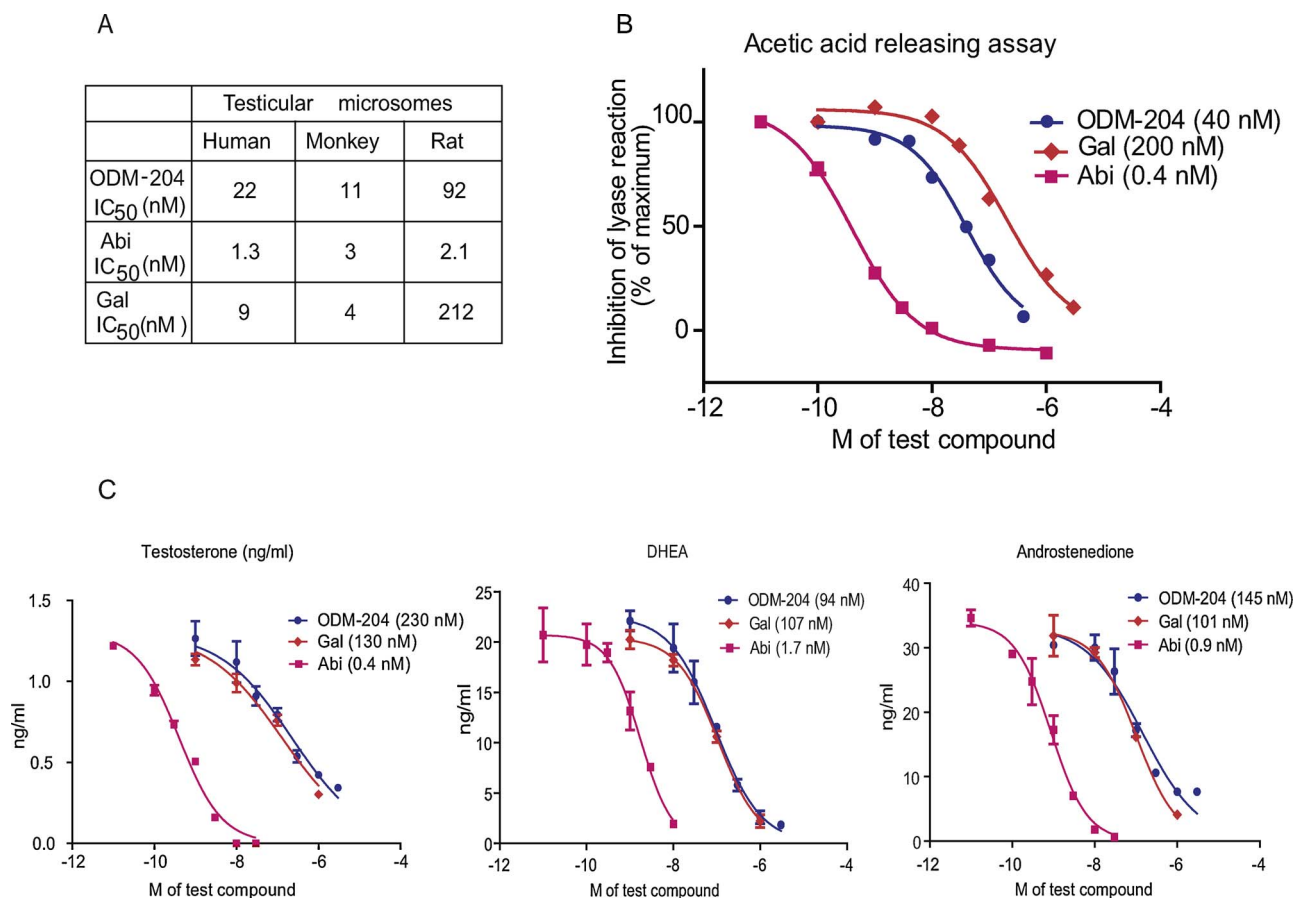 A
Testicular microsomes
Human Monkey Rat
ODM-204 IC50 (nM) 22 11 92
Abi IC50(nM) 1.3 3 2.1
Gal IC50(nM ) 9 4 212
B
Acetic acid releasing assay
Inhibition of lyase reaction
(% of maximum)
100
50
0
ODM-204 (40 nM)
Gal (200 nM)
Abi (0.4 nM)
-12 -10 -8 -6 -4
M of test compound
C
Testosterone (ng/ml)
ng/ml
1.5
1.0
0.5
0.0
ODM-204 (230 nM)
Gal (130 nM)
Abi (0.4 nM)
-12 -10 -8 -6 -4
M of test compound
DHEA
ng/ml
25
20
15
10
5
0
ODM-204 (94 nM)
Gal (107 nM)
Abi (1.7 nM)
-12 -10 -8 -6 -4
M of test compound
Androstenedione
ng/ml
40
30
20
10
0
ODM-204 (145 nM)
Gal (101 nM)
Abi (0.9 nM)
-12 -10 -8 -6 -4
M of test compound